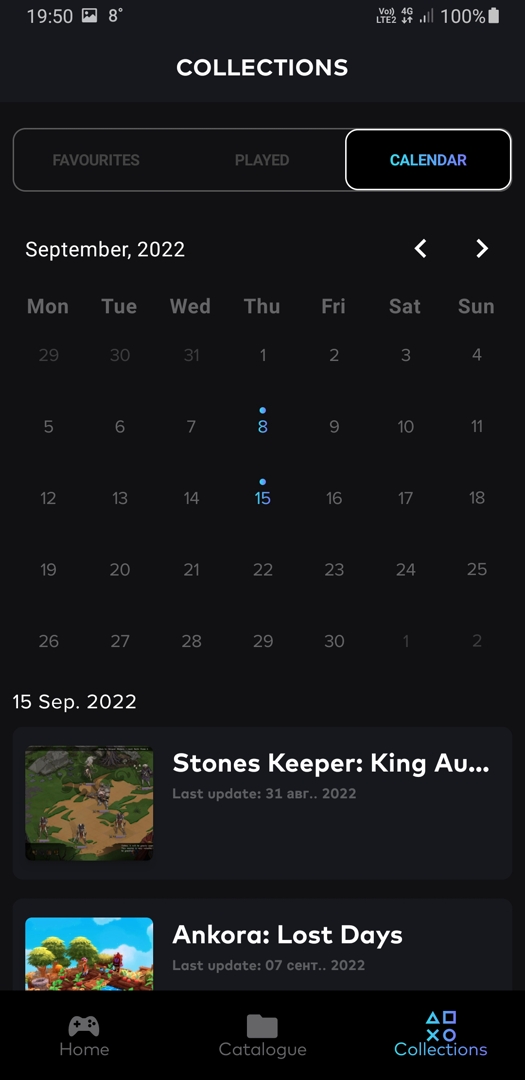 19:50 8°
Vo)) LTE2 4G 100%
COLLECTIONS
FAVOURITES PLAYED CALENDAR
September, 2022
Mon Tue Wed Thu Fri Sat Sun
29 30 31 1 2 3 4
5 6 7 8 9 10 11
12 13 14 15 16 17 18
19 20 21 22 23 24 25
26 27 28 29 30 1 2
15 Sep. 2022
Stones Keeper: King Au...
Last update: 31 авг.. 2022
Ankora: Lost Days
Last update: 07 сент.. 2022
Home Catalogue Collections